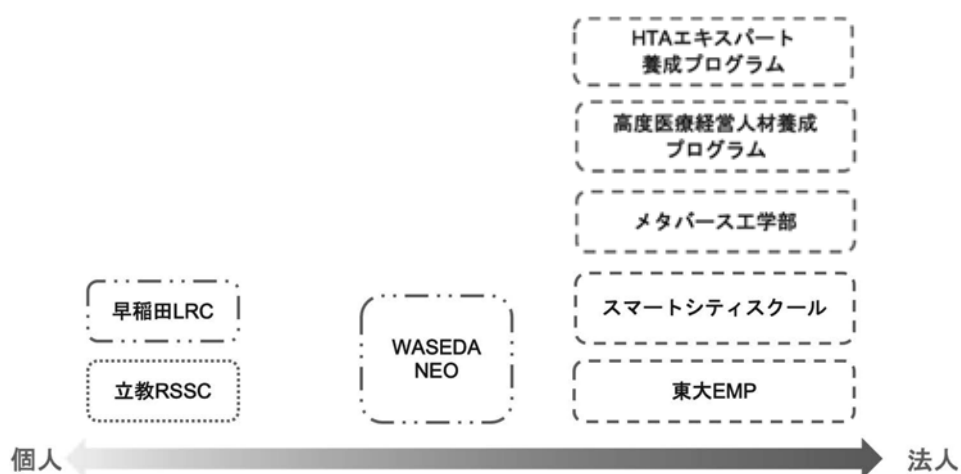 HTAエキスパート
養成プログラム
高度医療経営人材養成
プログラム
メタバース工学部
早稲田LRC
スマートシティスクール
WASEDA
NEO
立教RSSC
東大EMP
個人
法人